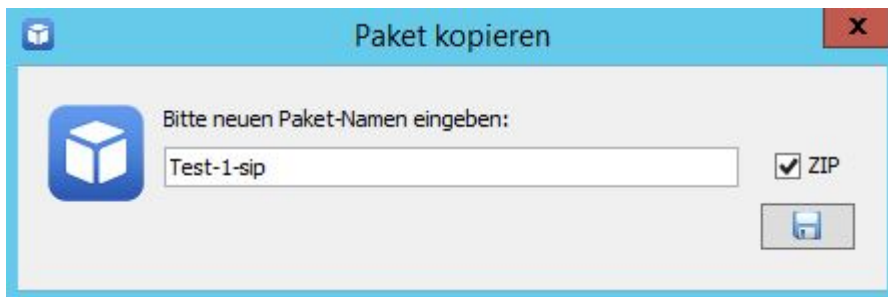 Paket kopieren
x
Bitte neuen Paket-Namen eingeben:
Test-1-sip
ZIP